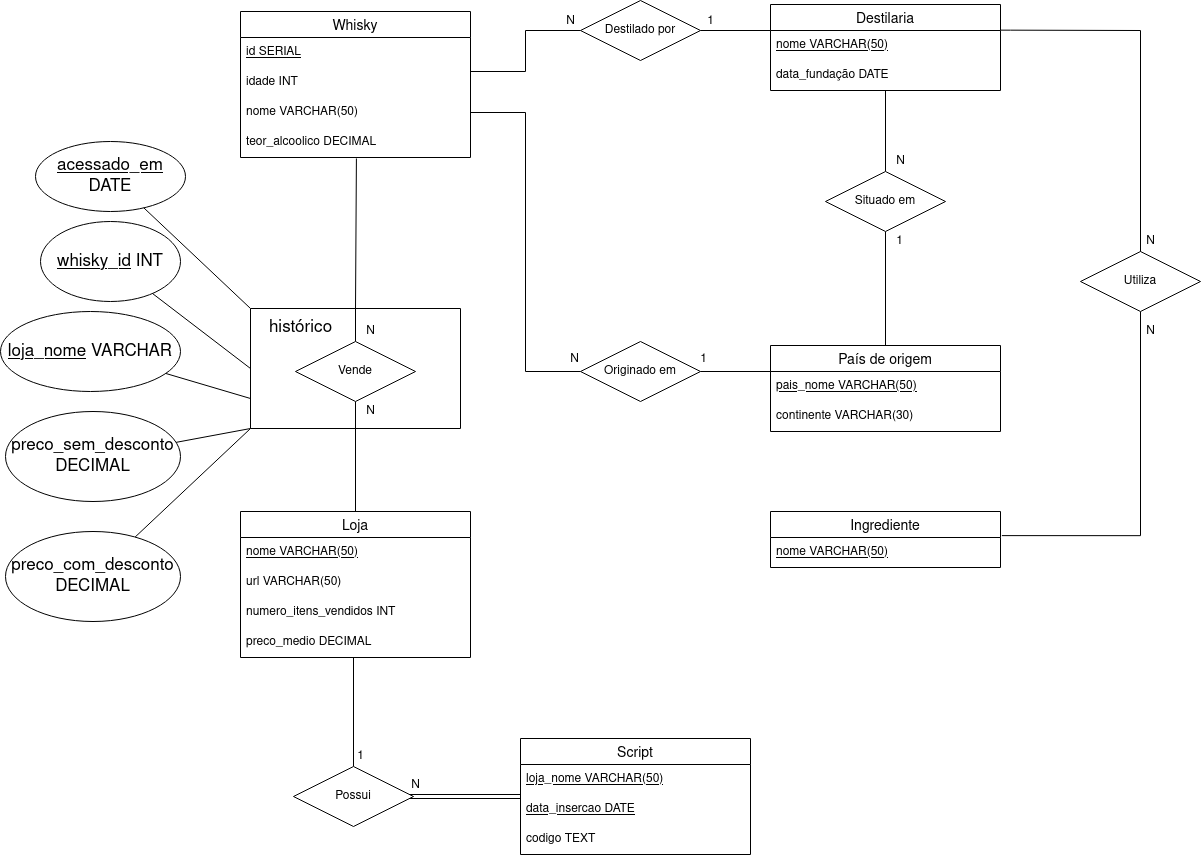 Whisky
id SERIAL
idade INT
nome VARCHAR(50)
teor_alcoolico DECIMAL
N
Destilado por
1
Destilaria
nome VARCHAR(50)
data_fundação DATE
N
Situado em
1
N
Utiliza
N
acessado_em
DATE
whisky_id INT
loja_nome VARCHAR
preco_sem_desconto
DECIMAL
preco_com_desconto
DECIMAL
histórico
N
Vende
N
N
Originado em
1
País de origem
pais_nome VARCHAR(50)
continente VARCHAR(30)
Ingrediente
nome VARCHAR(50)
Loja
nome VARCHAR(50)
url VARCHAR(50)
numero_itens_vendidos INT
preco_medio DECIMAL
1
Possui
N
Script
loja_nome VARCHAR(50)
data_insercao DATE
codigo TEXT